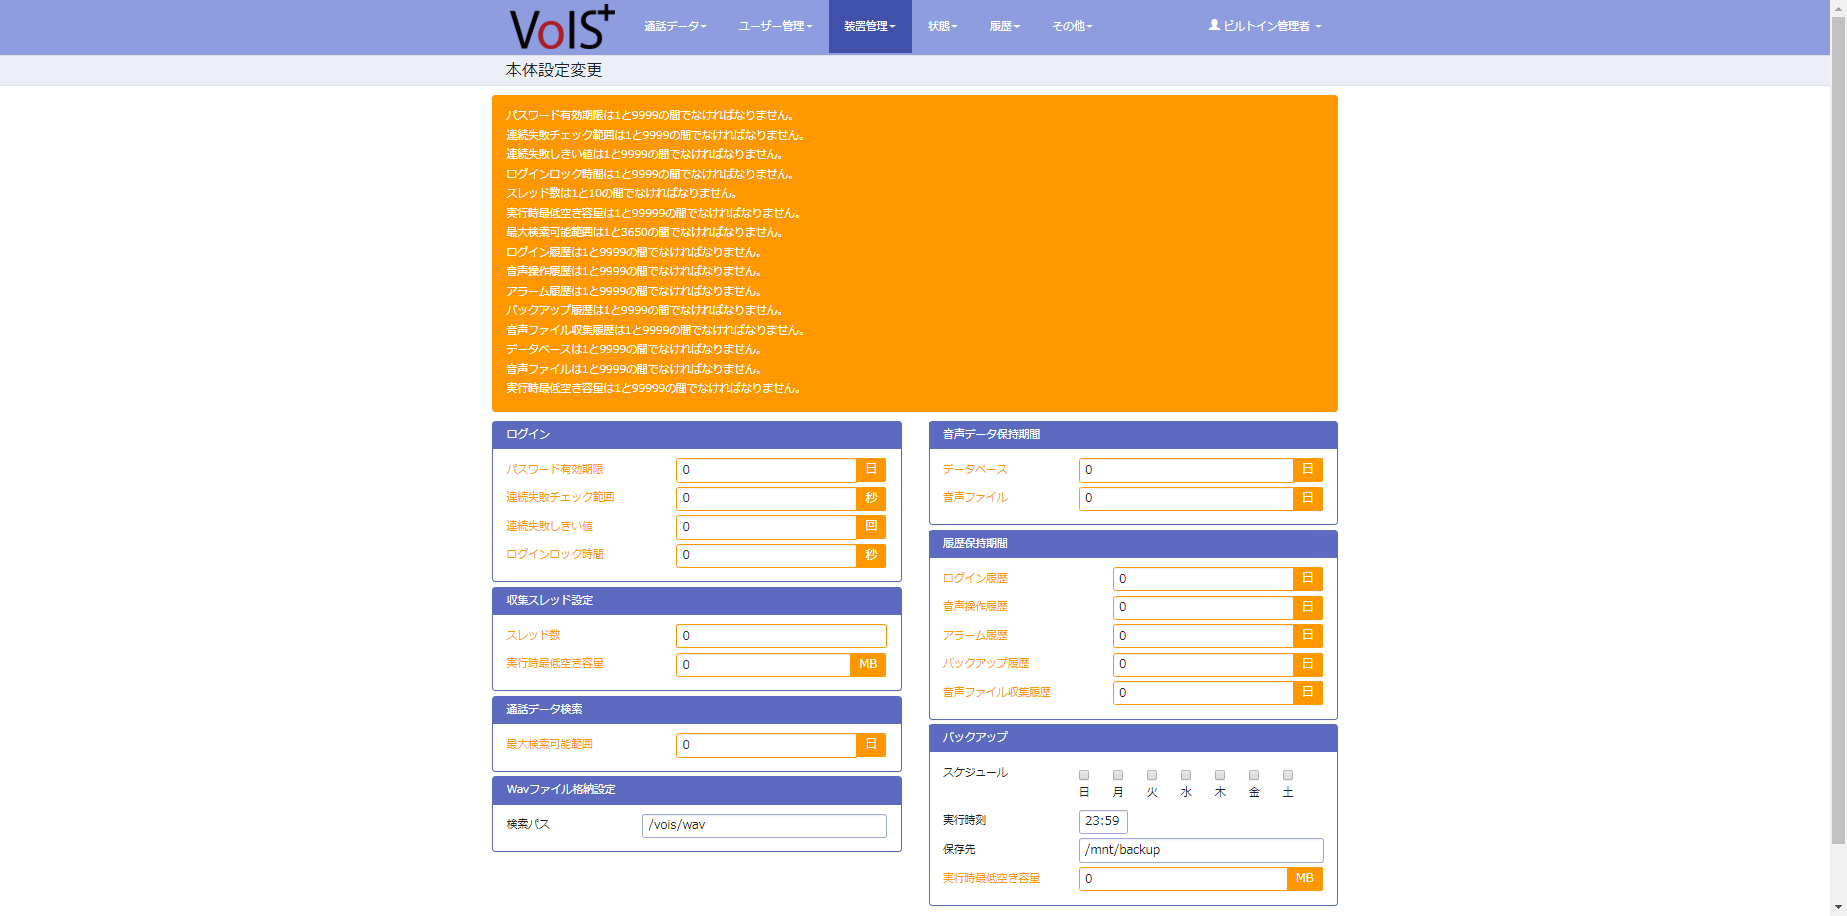 VoIS+
通話データ
ユーザー管理
装置管理
状態
履歴
その他
ビルトイン管理者
本体設定変更
パスワード有効期限は1と9999の間でなければなりません。
連続失敗チェック範囲は1と9999の間でなければなりません。
連続失敗しきい値は1と9999の間でなければなりません。
ログインロック時間は1と9999の間でなければなりません。
スレッド数は1と10の間でなければなりません。
実行時最低空き容量は1と99999の間でなければなりません。
最大検索可能範囲は1と3650の間でなければなりません。
ログイン履歴は1と9999の間でなければなりません。
音声操作履歴は1と9999の間でなければなりません。
アラーム履歴は1と9999の間でなければなりません。
バックアップ履歴は1と9999の間でなければなりません。
音声ファイル収集履歴は1と9999の間でなければなりません。
データベースは1と9999の間でなければなりません。
音声ファイルは1と9999の間でなければなりません。
実行時最低空き容量は1と99999の間でなければなりません。
ログイン
パスワード有効期限 0 日
連続失敗チェック範囲 0 秒
連続失敗しきい値 0 回
ログインロック時間 0 秒
収集スレッド設定
スレッド数 0
実行時最低空き容量 0 MB
通話データ検索
最大検索可能範囲 0 日
Wavファイル格納設定
検索パス /vois/wav
音声データ保持期間
データベース 0 日
音声ファイル 0 日
履歴保持期間
ログイン履歴 0 日
音声操作履歴 0 日
アラーム履歴 0 日
バックアップ履歴 0 日
音声ファイル収集履歴 0 日
バックアップ
スケジュール
日 月 火 水 木 金 土
実行時刻 23:59
保存先 /mnt/backup
実行時最低空き容量 0 MB